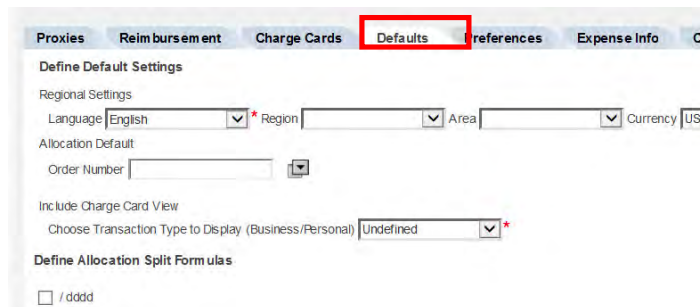 Proxies Reimbursement Charge Cards Defaults Preferences Expense Info
Define Default Settings
Regional Settings
Language English * Region Area Currency US
Allocation Default
Order Number
Include Charge Card View
Choose Transaction Type to Display (Business/Personal) Undefined *
Define Allocation Split Formulas
/ dddd